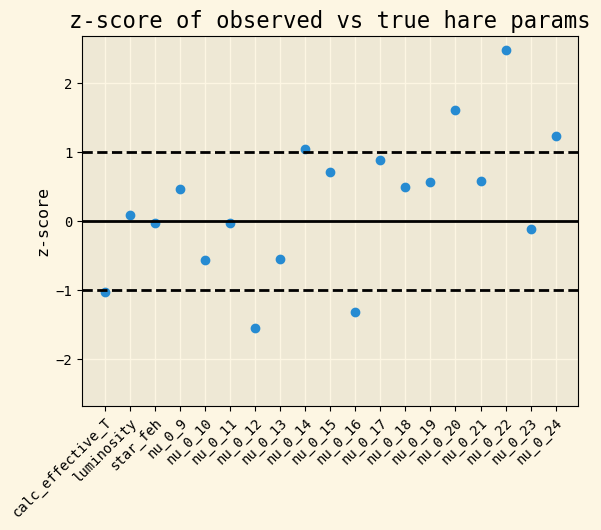 z-score of observed vs true hare params
z-score
2
1
0
−1
−2
calc_effective_T
luminosity
star_feh
nu_0_9
nu_0_10
nu_0_11
nu_0_12
nu_0_13
nu_0_14
nu_0_15
nu_0_16
nu_0_17
nu_0_18
nu_0_19
nu_0_20
nu_0_21
nu_0_22
nu_0_23
nu_0_24